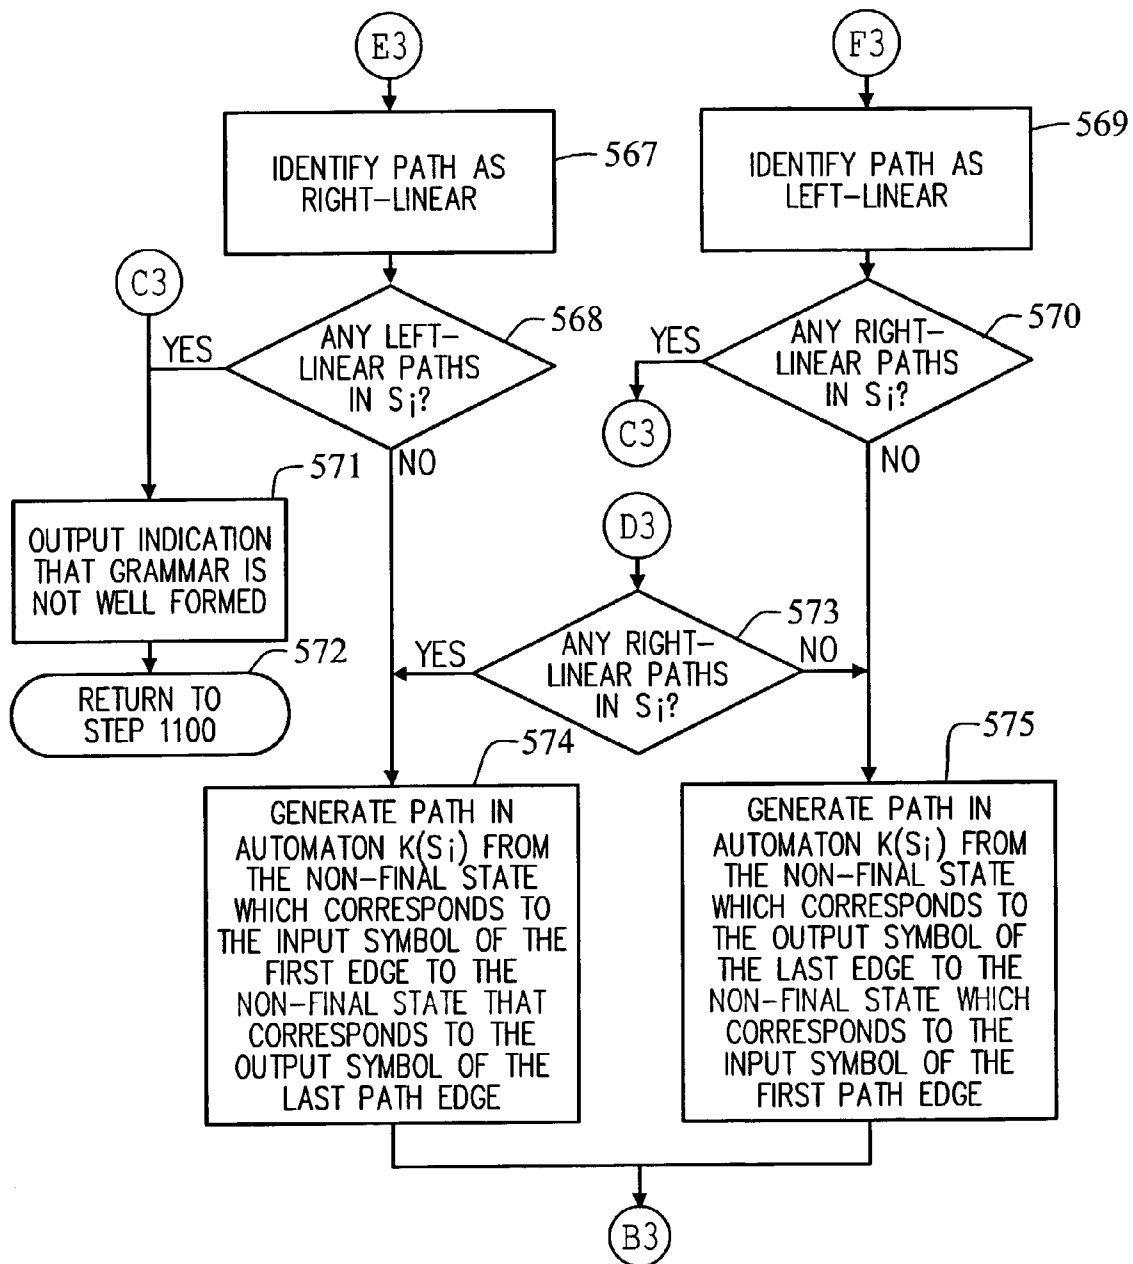 E3
F3
IDENTIFY PATH AS
RIGHT-LINEAR
567
IDENTIFY PATH AS
LEFT-LINEAR
569
C3
YES
ANY LEFT-
LINEAR PATHS
IN Si?
568
NO
YES
ANY RIGHT-
LINEAR PATHS
IN Si?
570
C3
NO
571
OUTPUT INDICATION
THAT GRAMMAR IS
NOT WELL FORMED
572
RETURN TO
STEP 1100
D3
573
YES
ANY RIGHT-
LINEAR PATHS
IN Si?
NO
574
GENERATE PATH IN
AUTOMATON K(Si) FROM
THE NON-FINAL STATE
WHICH CORRESPONDS TO
THE INPUT SYMBOL OF THE
FIRST EDGE TO THE
NON-FINAL STATE THAT
CORRESPONDS TO THE
OUTPUT SYMBOL OF THE
LAST PATH EDGE
575
GENERATE PATH IN
AUTOMATON K(Si) FROM
THE NON-FINAL STATE
WHICH CORRESPONDS TO
THE OUTPUT SYMBOL OF
THE LAST EDGE TO THE
NON-FINAL STATE WHICH
CORRESPONDS TO THE
INPUT SYMBOL OF THE
FIRST PATH EDGE
B3